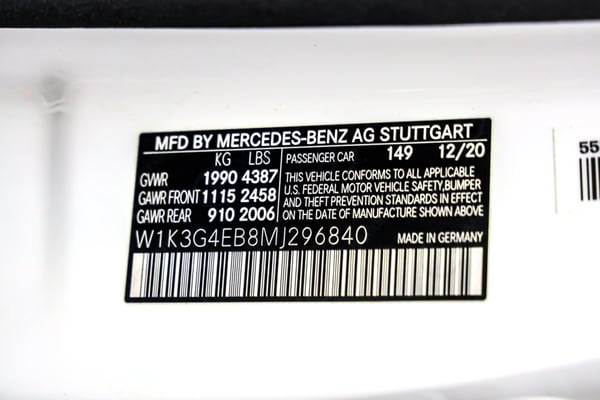 MFD BY MERCEDES-BENZ AG STUTTGART
KG LBS
GVWR 1990 4387
GAWR FRONT 1115 2458
GAWR REAR 910 2006
PASSENGER CAR 149 12/20
THIS VEHICLE CONFORMS TO ALL APPLICABLE
U.S. FEDERAL MOTOR VEHICLE SAFETY, BUMPER
AND THEFT PREVENTION STANDARDS IN EFFECT
ON THE DATE OF MANUFACTURE SHOWN ABOVE
W1K3G4EB8MJ296840 MADE IN GERMANY
55